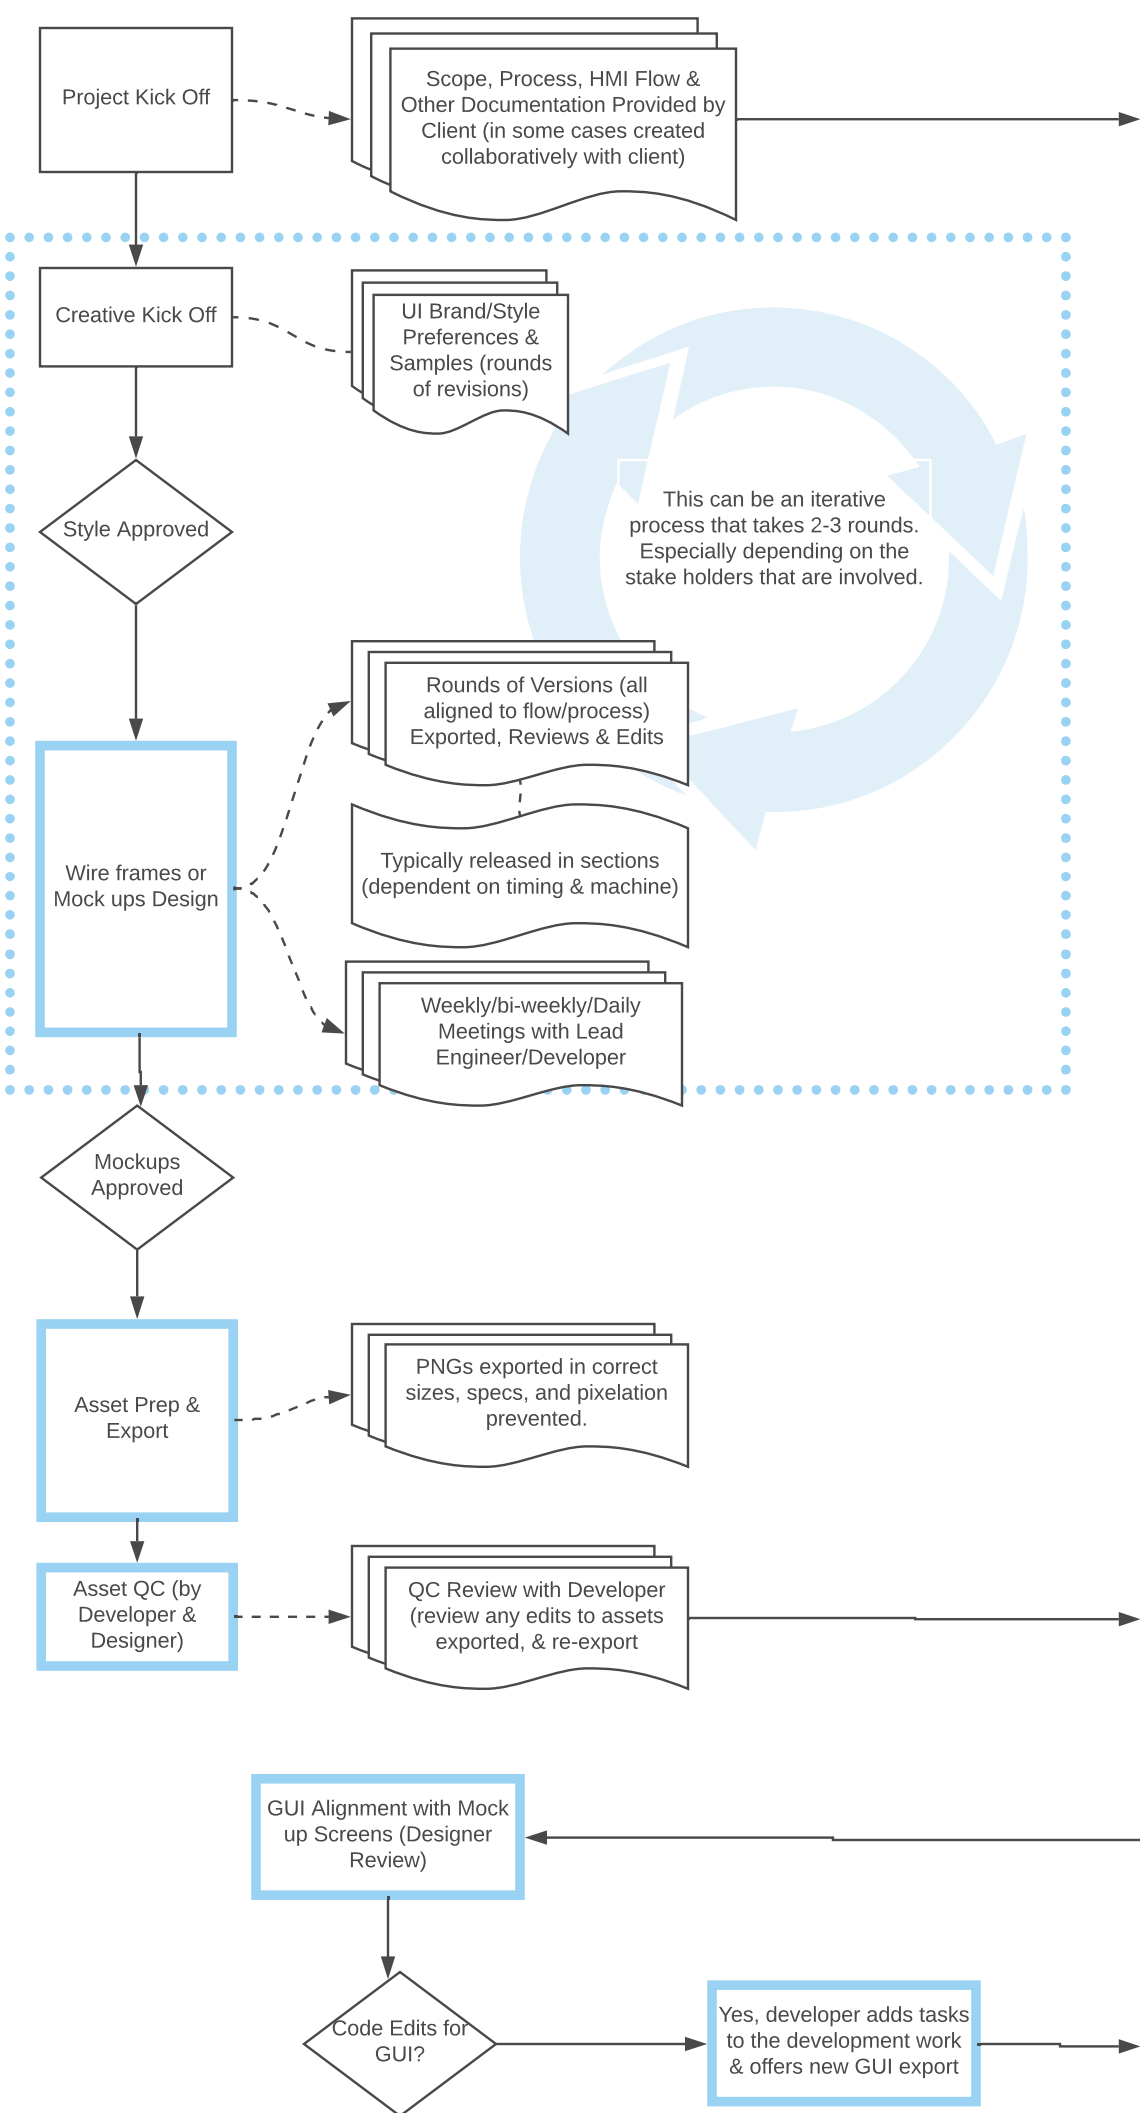 Project Kick Off
Scope, Process, HMI Flow &
Other Documentation Provided by
Client (in some cases created
collaboratively with client)
Creative Kick Off
UI Brand/Style
Preferences &
Samples (rounds
of revisions)
Style Approved
This can be an iterative
process that takes 2-3 rounds.
Especially depending on the
stake holders that are involved.
Rounds of Versions (all
aligned to flow/process)
Exported, Reviews & Edits
Wire frames or
Mock ups Design
Typically released in sections
(dependent on timing & machine)
Weekly/bi-weekly/Daily
Meetings with Lead
Engineer/Developer
Mockups
Approved
Asset Prep &
Export
PNGs exported in correct
sizes, specs, and pixelation
prevented.
Asset QC (by
Developer &
Designer)
QC Review with Developer
(review any edits to assets
exported, & re-export
GUI Alignment with Mock
up Screens (Designer
Review)
Code Edits for
GUI?
Yes, developer adds tasks
to the development work
& offers new GUI export